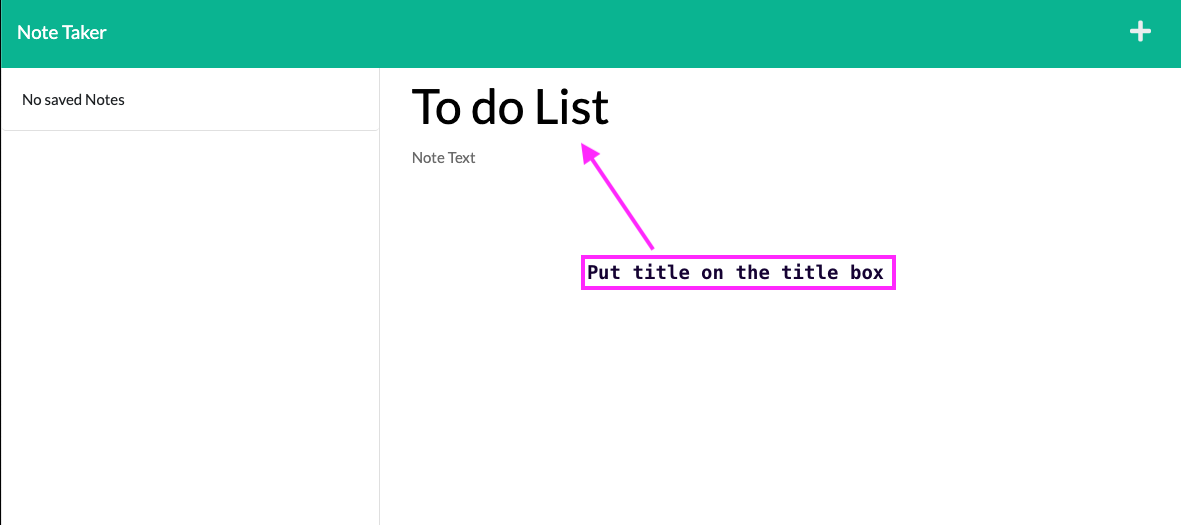 Note Taker
No saved Notes
To do List
Note Text
Put title on the title box